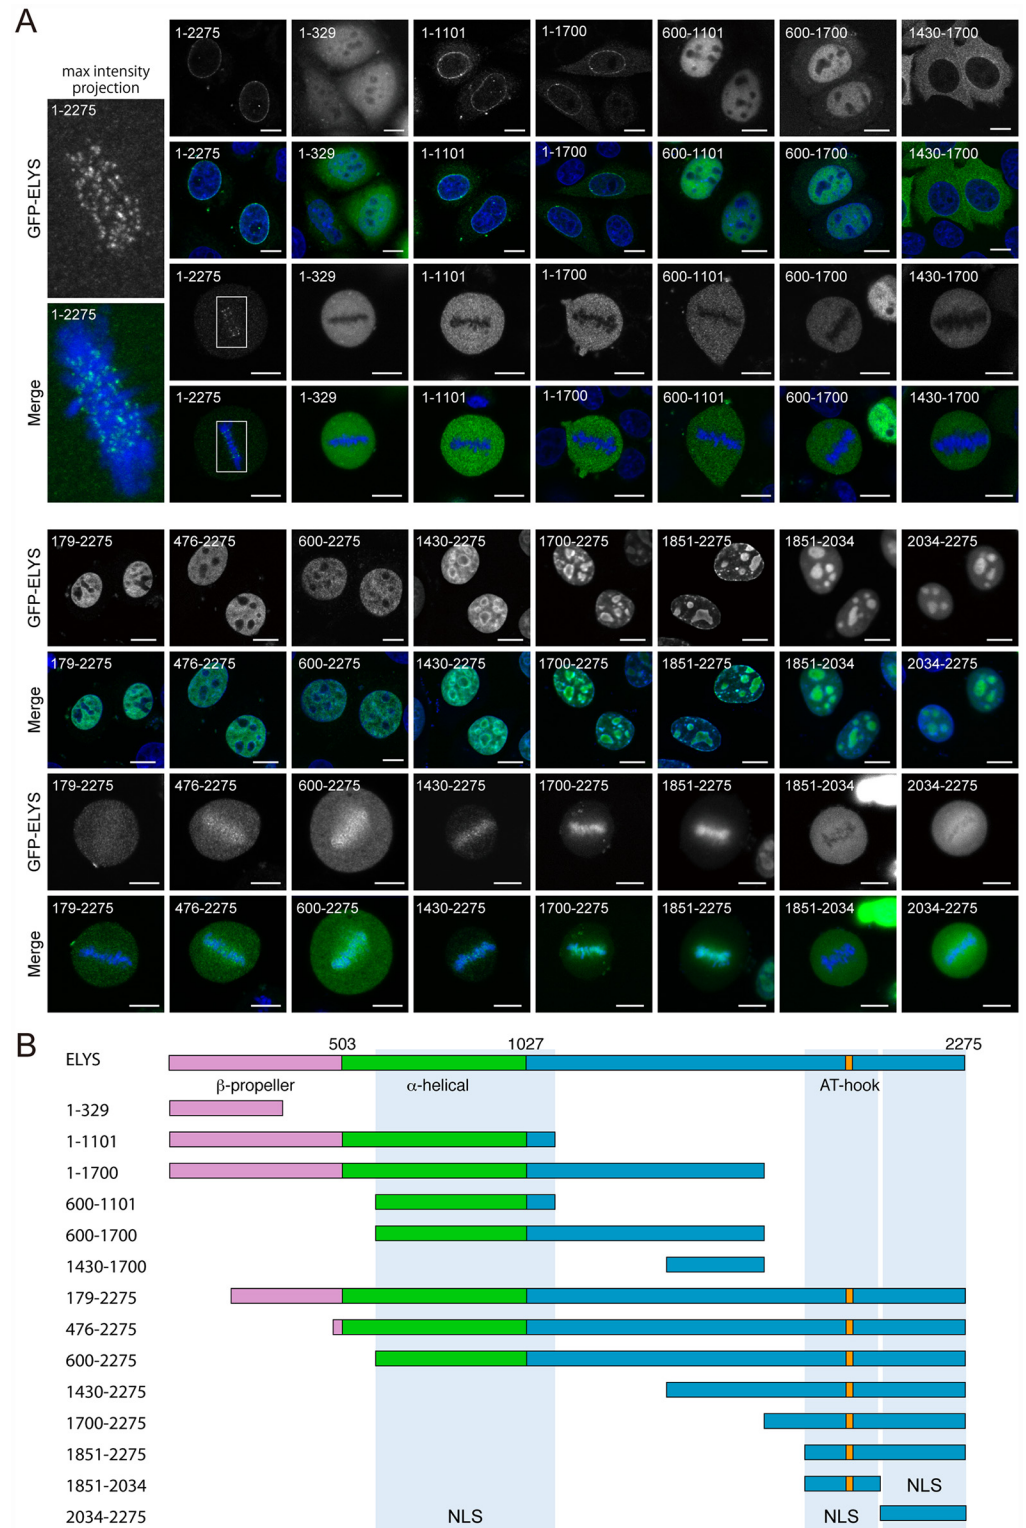 A
max intensity
projection
1-2275
1-2275 1-329 1-1101 1-1700 600-1101 600-1700 1430-1700
GFP-ELYS
1-2275 1-329 1-1101 1-1700 600-1101 600-1700 1430-1700
1-2275 1-329 1-1101 1-1700 600-1101 600-1700 1430-1700
1-2275
Merge
1-2275 1-329 1-1101 1-1700 600-1101 600-1700 1430-1700
GFP-ELYS
179-2275 476-2275 600-2275 1430-2275 1700-2275 1851-2275 1851-2034 2034-2275
Merge
179-2275 476-2275 600-2275 1430-2275 1700-2275 1851-2275 1851-2034 2034-2275
GFP-ELYS
179-2275 476-2275 600-2275 1430-2275 1700-2275 1851-2275 1851-2034 2034-2275
Merge
179-2275 476-2275 600-2275 1430-2275 1700-2275 1851-2275 1851-2034 2034-2275
B
503 1027 2275
ELYS
β-propeller α-helical AT-hook
1-329
1-1101
1-1700
600-1101
600-1700
1430-1700
179-2275
476-2275
600-2275
1430-2275
1700-2275
1851-2275
1851-2034 NLS
2034-2275 NLS NLS